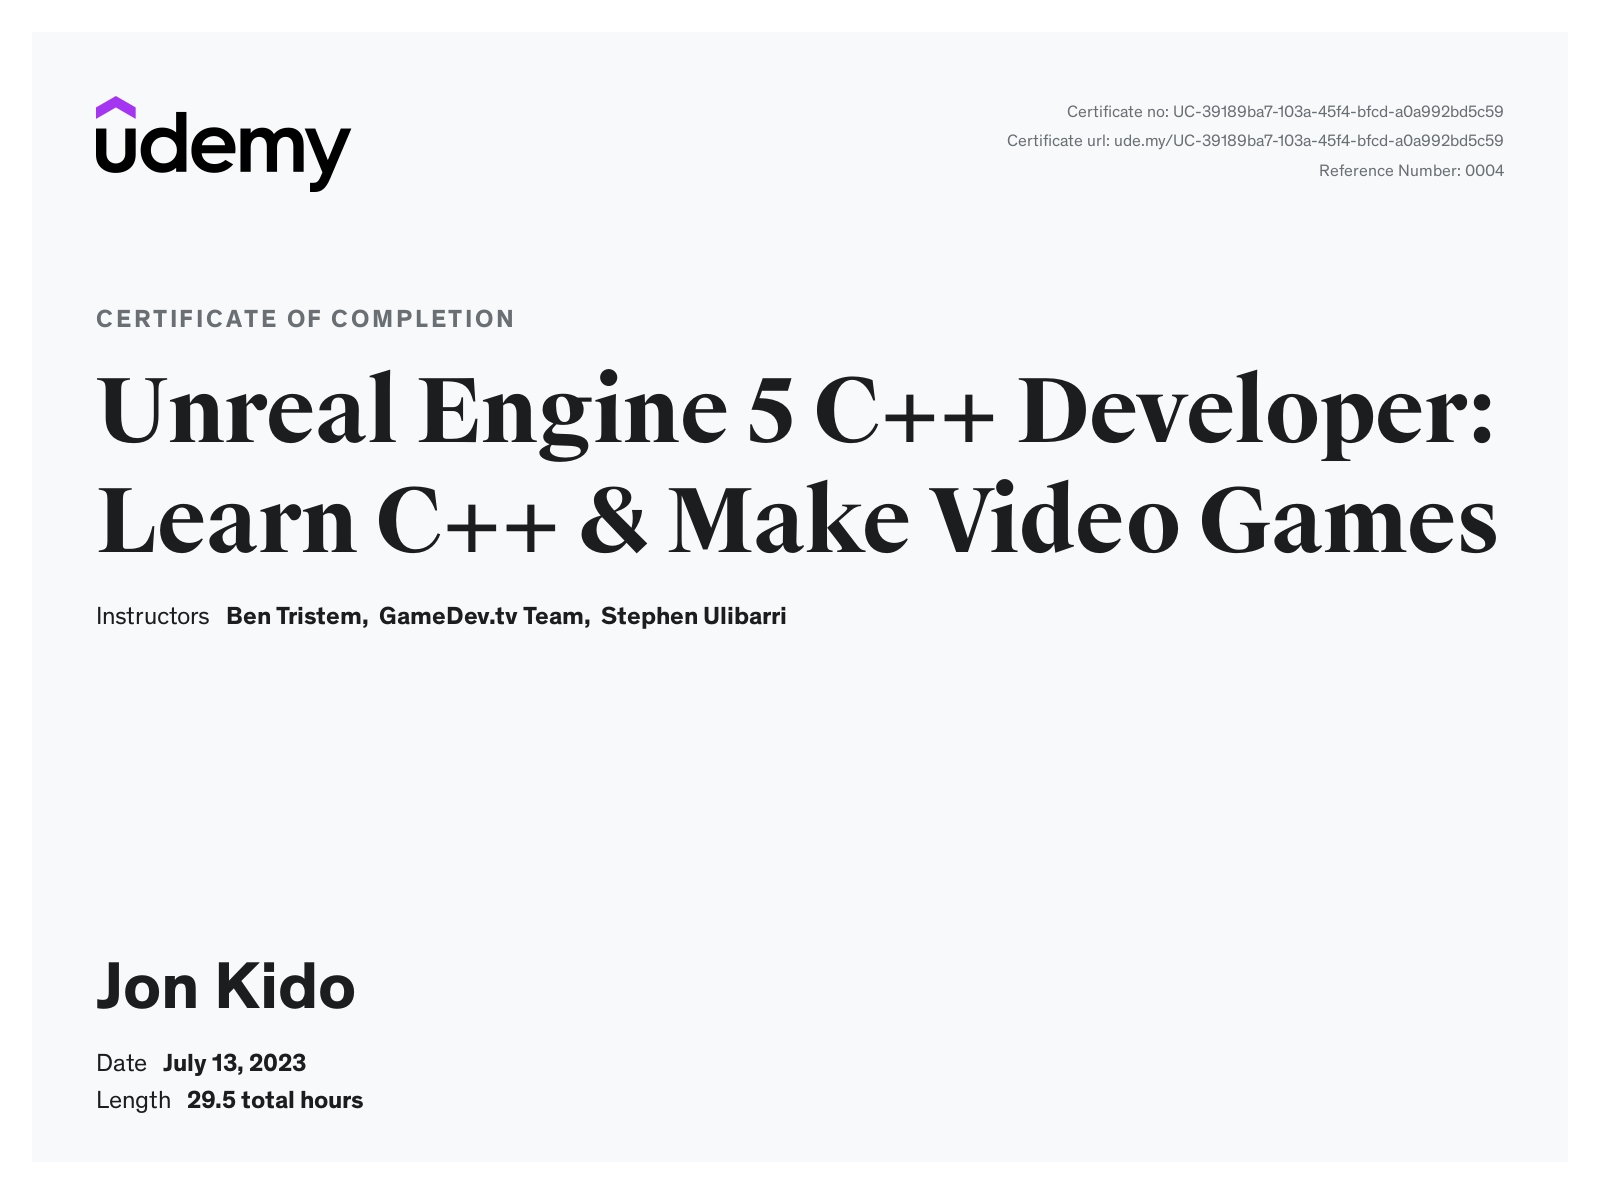 udemy
Certificate no: UC-39189ba7-103a-45f4-bfcd-a0a992bd5c59
Certificate url: ude.my/UC-39189ba7-103a-45f4-bfcd-a0a992bd5c59
Reference Number: 0004
CERTIFICATE OF COMPLETION
Unreal Engine 5 C++ Developer:
Learn C++ & Make Video Games
Instructors Ben Tristem, GameDev.tv Team, Stephen Ulibarri
Jon Kido
Date July 13, 2023
Length 29.5 total hours